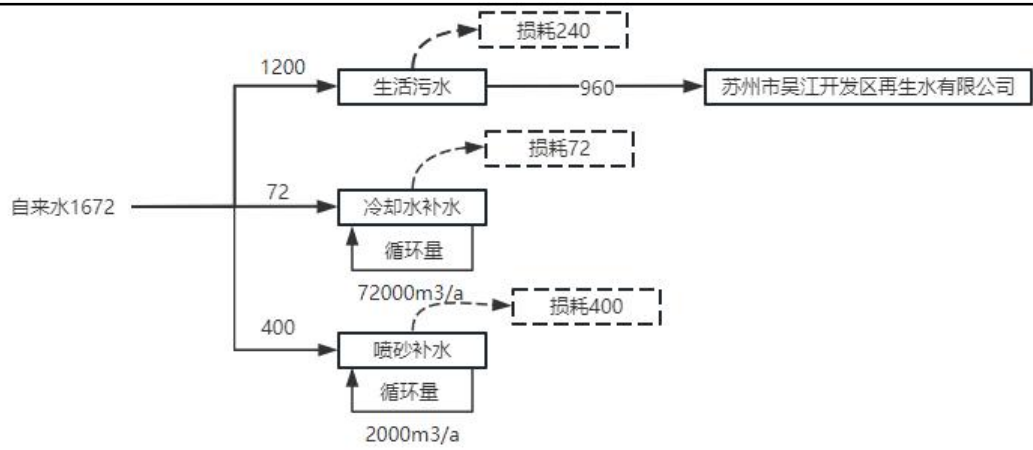 损耗240
1200
生活污水
960
苏州市吴江开发区再生水有限公司
损耗72
自来水1672
72
冷却水补水
循环量
72000m3/a
损耗400
400
喷砂补水
循环量
2000m3/a